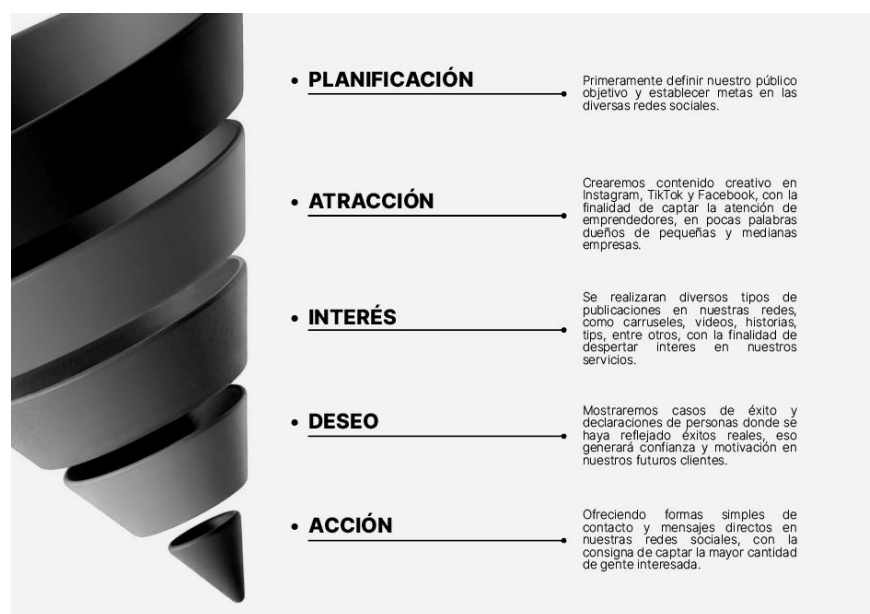 • PLANIFICACIÓN
Primeramente definir nuestro público
objetivo y establecer metas en las
diversas redes sociales.
• ATRACCIÓN
Crearemos contenido creativo en
Instagram, TikTok y Facebook, con la
finalidad de captar la atención de
emprendedores, en pocas palabras
dueños de pequeñas y medianas
empresas.
• INTERÉS
Se realizaran diversos tipos de
publicaciones en nuestras redes,
como carruseles, videos, historias,
tips, entre otros, con la finalidad de
despertar interes en nuestros
servicios.
• DESEO
Mostraremos casos de éxito y
declaraciones de personas donde se
haya reflejado éxitos reales, eso
generará confianza y motivación en
nuestros futuros clientes.
• ACCIÓN
Ofreciendo formas simples de
contacto y mensajes directos en
nuestras redes sociales, con la
consigna de captar la mayor cantidad
de gente interesada.